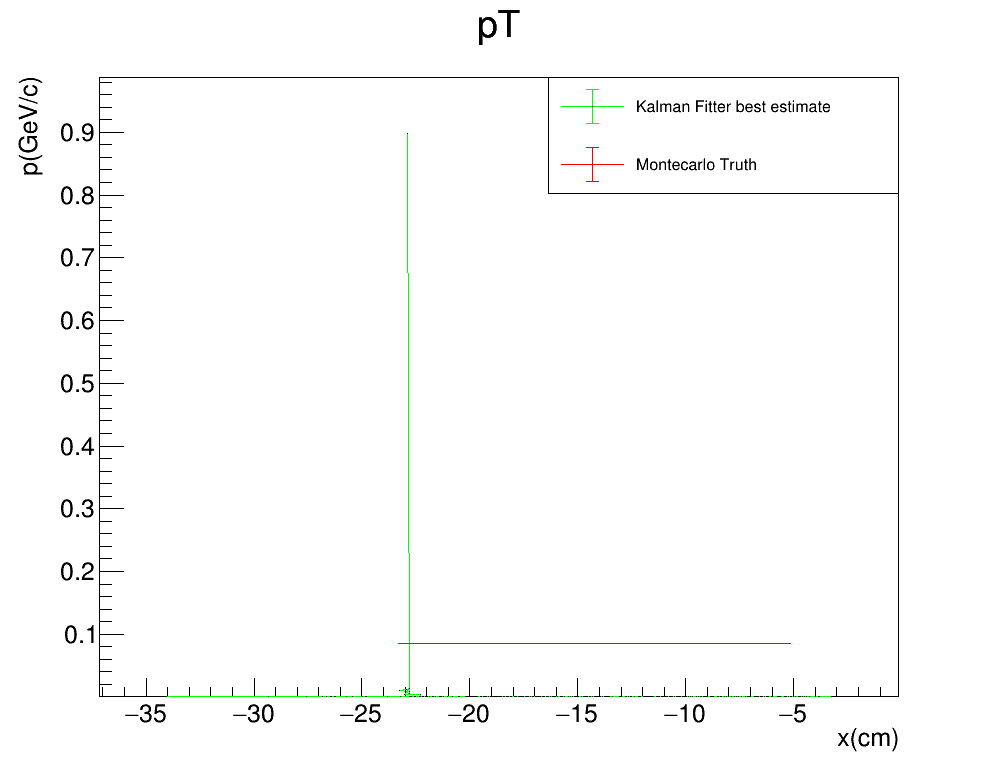 pT
p(GeV/c)
Kalman Fitter best estimate
Montecarlo Truth
0.9
0.8
0.7
0.6
0.5
0.4
0.3
0.2
0.1
−35 −30 −25 −20 −15 −10 −5
x(cm)